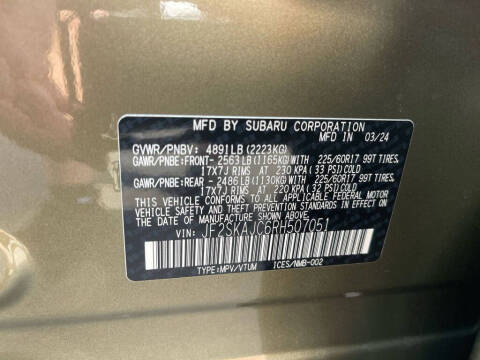 MFD BY SUBARU CORPORATION
GVWR/PNBV: 4891LB(2223KG) MFD IN 03/24
GAWR/PNBE:FRONT- 2563LB(1165KG)WITH 225/60R17 99T TIRES,
17X7J RIMS AT 230 KPA(33 PSI)COLD
GAWR/PNBE:REAR -2486LB(1130KG)WITH 225/60R17 99T TIRES,
17X7J RIMS AT 220 KPA(32 PSI)COLD
THIS VEHICLE CONFORMS TO ALL APPLICABLE FEDERAL MOTOR
VEHICLE SAFETY, BUMPER, AND THEFT PREVENTION STANDARDS
IN EFFECT ON THE DATE OF MANUFACTURE SHOWN ABOVE.
VIN: JF2SKAJC6RH507051
TYPE:MPV/VTUM ICES/NMB-002